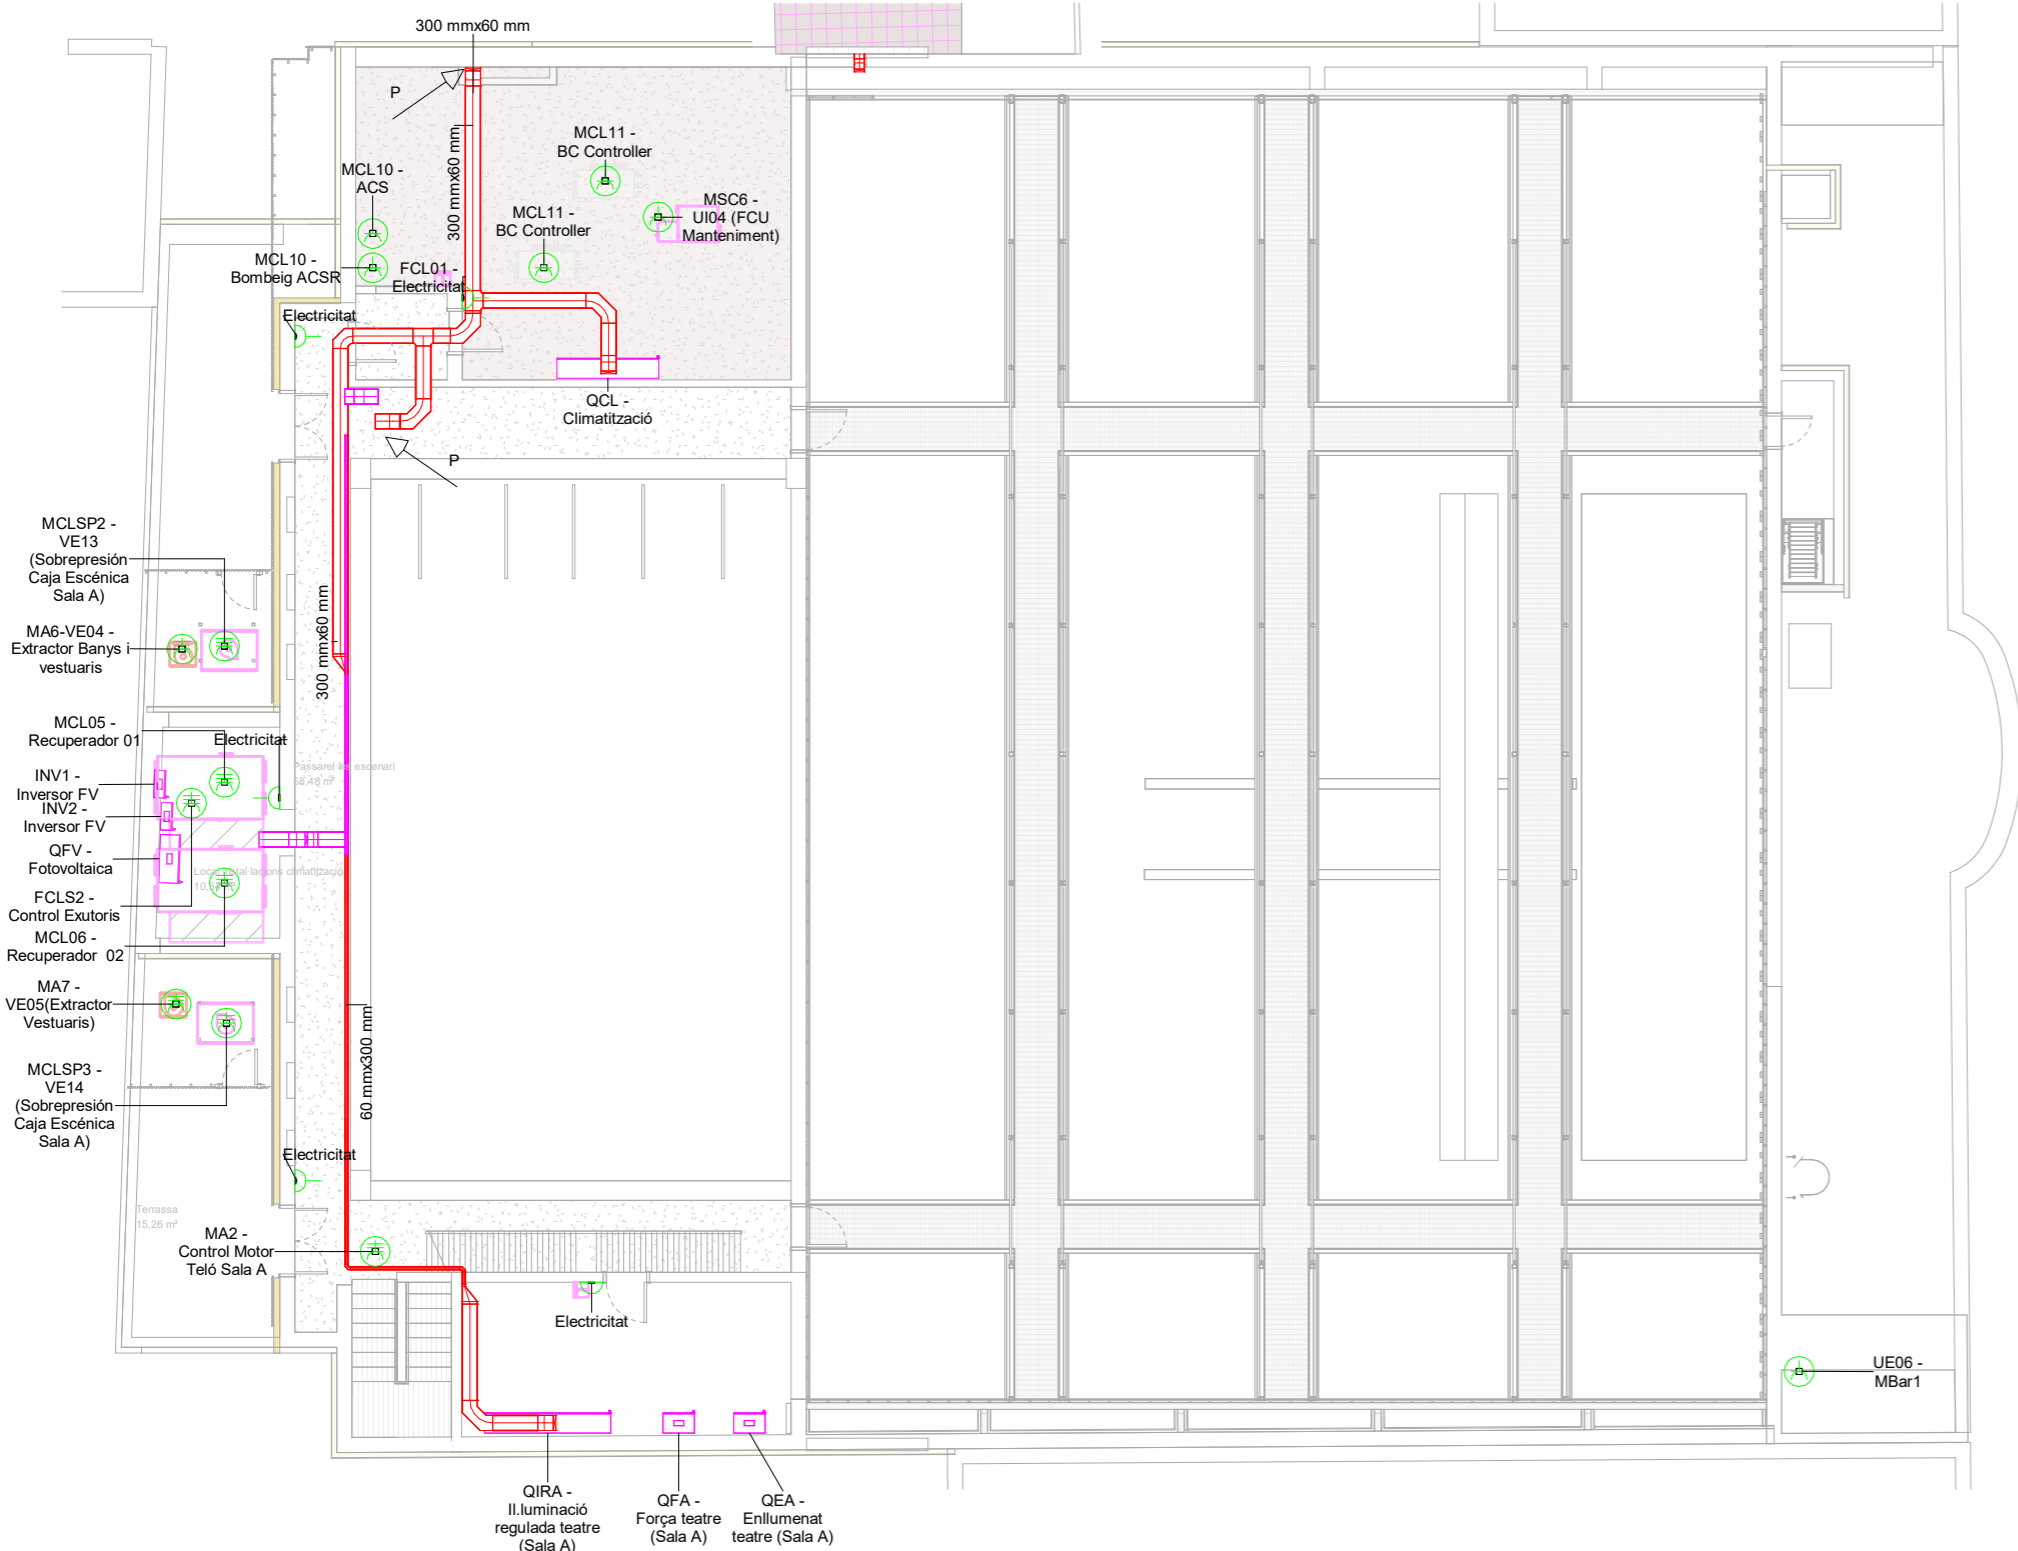 300 mmx60 mm
P
300 mmx60 mm
MCL11 -
BC Controller
MCL10 -
ACS
MSC6 -
UI04 (FCU
Manteniment)
MCL11 -
BC Controller
MCL10 -
Bombeig ACSR
FCL01 -
Electricitat
Electricitat
QCL -
Climatització
P
MCLSP2 -
VE13
(Sobrepresión
Caja Escénica
Sala A)
300 mmx60 mm
MA6-VE04 -
Extractor Banys i
vestuaris
MCL05 -
Recuperador 01
Electricitat
INV1 -
Inversor FV
INV2 -
Inversor FV
QFV -
Fotovoltaica
FCLS2 -
Control Exutoris
MCL06 -
Recuperador 02
MA7 -
VE05(Extractor
Vestuaris)
60 mmx300 mm
MCLSP3 -
VE14
(Sobrepresión
Caja Escénica
Sala A)
Electricitat
Terrassa
15,26 m²
MA2 -
Control Motor
Teló Sala A
Electricitat
UE06 -
MBar1
QIRA -
Il.luminació
regulada teatre
(Sala A)
QFA -
Força teatre
(Sala A)
QEA -
Enllumenat
teatre (Sala A)